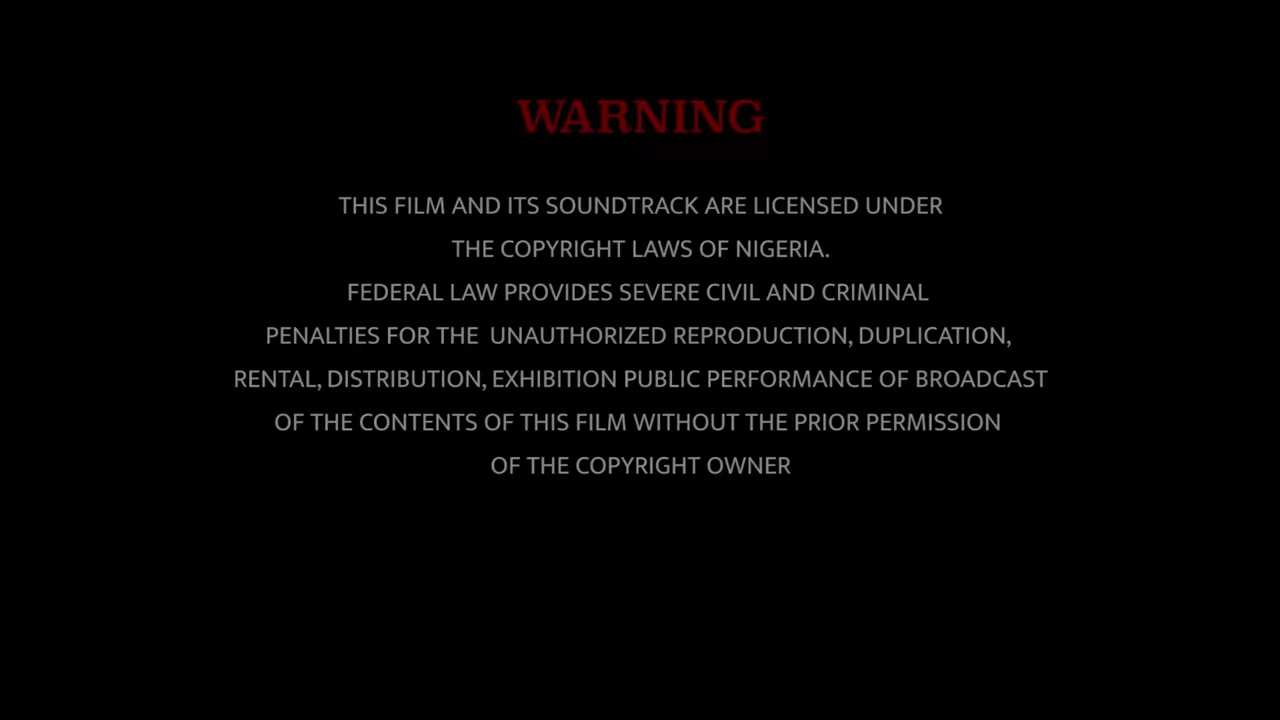 WARNING
THIS FILM AND ITS SOUNDTRACK ARE LICENSED UNDER
THE COPYRIGHT LAWS OF NIGERIA.
FEDERAL LAW PROVIDES SEVERE CIVIL AND CRIMINAL
PENALTIES FOR THE UNAUTHORIZED REPRODUCTION, DUPLICATION,
RENTAL, DISTRIBUTION, EXHIBITION PUBLIC PERFORMANCE OF BROADCAST
OF THE CONTENTS OF THIS FILM WITHOUT THE PRIOR PERMISSION
OF THE COPYRIGHT OWNER